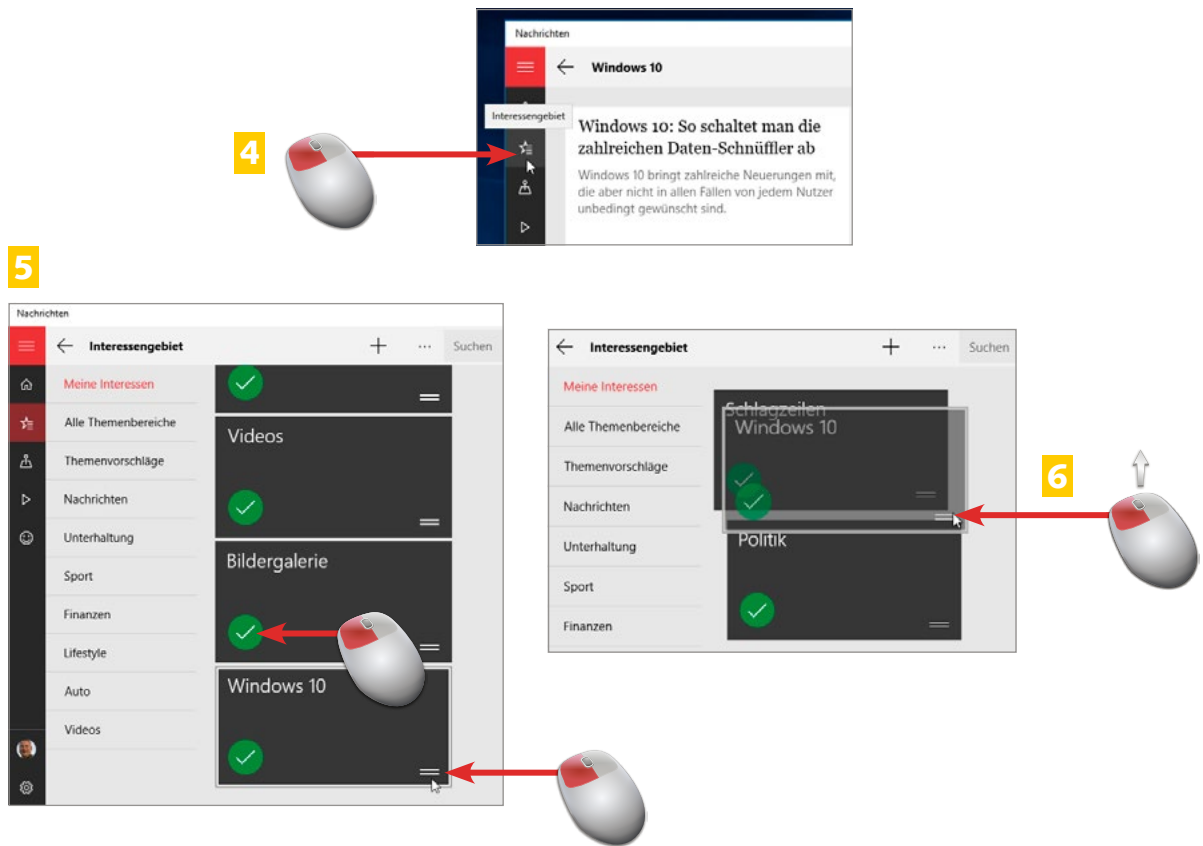 Nachrichten
Windows 10
Interessengebiet
Windows 10: So schaltet man die
zahlreichen Daten-Schnüffler ab
Windows 10 bringt zahlreiche Neuerungen mit,
die aber nicht in allen Fällen von jedem Nutzer
unbedingt gewünscht sind.
4
5
Nachrichten
Interessengebiet
Suchen
Meine Interessen
Alle Themenbereiche
Themenvorschläge
Nachrichten
Unterhaltung
Sport
Finanzen
Lifestyle
Auto
Videos
Videos
Bildergalerie
Windows 10
Interessengebiet
Suchen
Meine Interessen
Alle Themenbereiche
Themenvorschläge
Nachrichten
Unterhaltung
Sport
Finanzen
Schlagzeilen
Windows 10
Politik
6